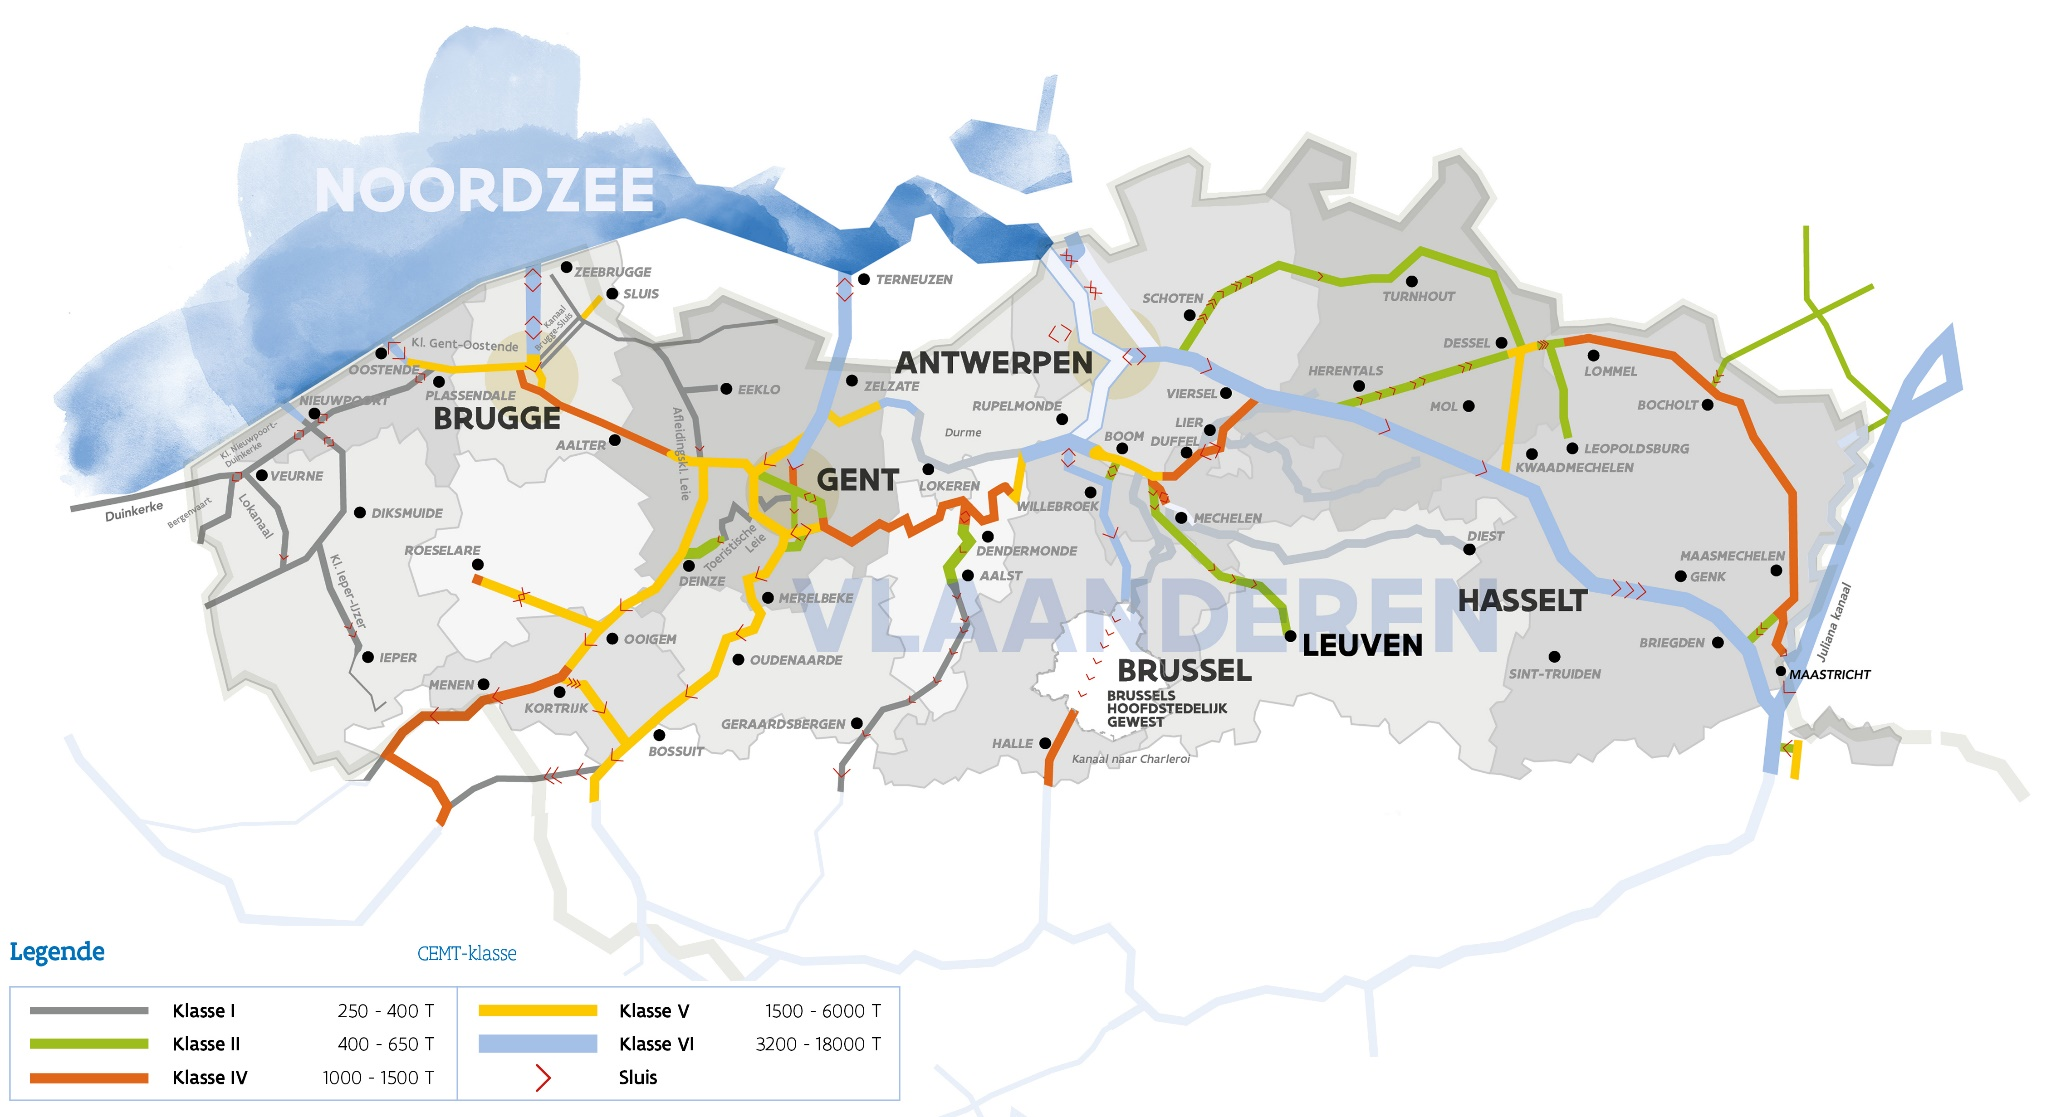 NOORDZEE
ZEEBRUGGE
SLUIS
TERNEUZEN
Kanaal
Brugge-Sluis
Kl. Gent-Oostende
OOSTENDE
PLASSENDALE
NIEUWPOORT
BRUGGE
Kl. Nieuwpoort-
Duinkerke
VEURNE
Duinkerke
Bergenvaart
Lokanaal
DIKSMUIDE
Kl. Ieper-IJzer
IEPER
ROESELARE
AALTER
Afleidingskl. Leie
EEKLO
ZELZATE
GENT
Toeristische
Leie
DEINZE
MERELBEKE
OOIGEM
OUDENAARDE
MENEN
KORTRIJK
BOSSUIT
GERAARDSBERGEN
ANTWERPEN
SCHOTEN
TURNHOUT
RUPELMONDE
Durme
LOKEREN
BOOM
VIERSEL
LIER
DUFFEL
HERENTALS
DESSEL
LOMMEL
MOL
BOCHOLT
LEOPOLDSBURG
KWAADMECHELEN
WILLEBROEK
MECHELEN
DENDERMONDE
AALST
DIEST
VLAANDEREN
HASSELT
GENK
MAASMECHELEN
LEUVEN
BRIEGDEN
SINT-TRUIDEN
MAASTRICHT
Juliana kanaal
BRUSSEL
BRUSSELS
HOOFDSTEDELIJK
GEWEST
HALLE
Kanaal naar Charleroi
Legende
CEMT-klasse
Klasse I 250 - 400 T
Klasse II 400 - 650 T
Klasse IV 1000 - 1500 T
Klasse V 1500 - 6000 T
Klasse VI 3200 - 18000 T
Sluis